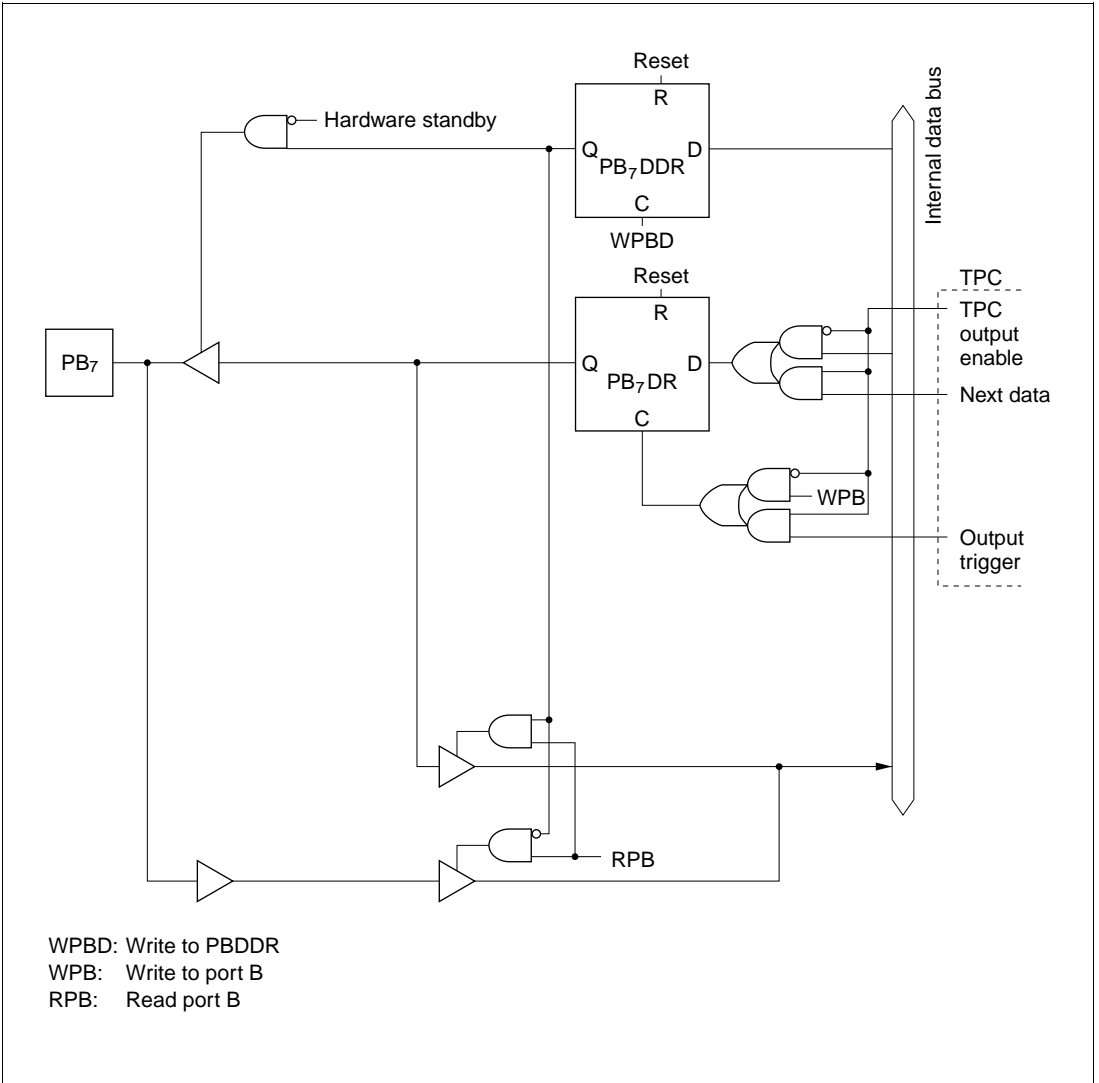 Reset
R
Hardware standby
Internal data bus
Q
D
PB₇DDR
C
WPBD
Reset
R
TPC
TPC
output
enable
PB₇
Q
D
PB₇DR
C
Next data
WPB
Output
trigger
RPB
WPBD: Write to PBDDR
WPB: Write to port B
RPB: Read port B